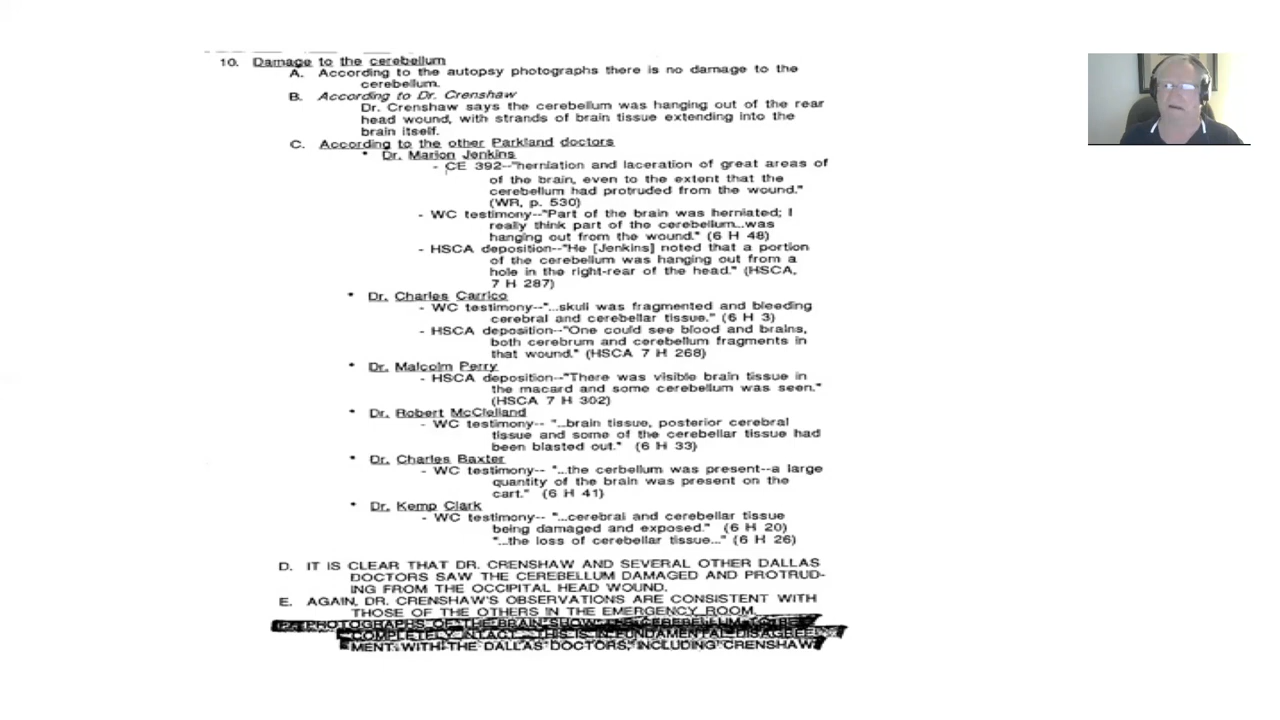 10. Damage to the cerebellum
A. According to the autopsy photographs there is no damage to the
cerebellum.
B. According to Dr. Crenshaw
Dr. Crenshaw says the cerebellum was hanging out of the rear
head wound, with strands of brain tissue extending into the
brain itself.
C. According to the other Parkland doctors
* Dr. Marion Jenkins
- CE 392--"herniation and laceration of great areas of
of the brain, even to the extent that the
cerebellum had protruded from the wound."
(WR, p. 530)
- WC testimony--"Part of the brain was herniated; I
really think part of the cerebellum...was
hanging out from the wound." (6 H 48)
- HSCA deposition--"He [Jenkins] noted that a portion
of the cerebellum was hanging out from a
hole in the right-rear of the head." (HSCA,
7 H 287)
* Dr. Charles Carrico
- WC testimony--"...skull was fragmented and bleeding
cerebral and cerebellar tissue." (6 H 3)
- HSCA deposition--"One could see blood and brains,
both cerebrum and cerebellum fragments in
that wound." (HSCA 7 H 268)
* Dr. Malcolm Perry
- HSCA deposition--"There was visible brain tissue in
the macard and some cerebellum was seen."
(HSCA 7 H 302)
* Dr. Robert McClelland
- WC testimony-- "...brain tissue, posterior cerebral
tissue and some of the cerebellar tissue had
been blasted out." (6 H 33)
* Dr. Charles Baxter
- WC testimony-- "...the cerbellum was present--a large
quantity of the brain was present on the
cart." (6 H 41)
* Dr. Kemp Clark
- WC testimony-- "...cerebral and cerebellar tissue
being damaged and exposed." (6 H 20)
"...the loss of cerebellar tissue..." (6 H 26)
D. IT IS CLEAR THAT DR. CRENSHAW AND SEVERAL OTHER DALLAS
DOCTORS SAW THE CEREBELLUM DAMAGED AND PROTRUD-
ING FROM THE OCCIPITAL HEAD WOUND.
E. AGAIN, DR. CRENSHAW'S OBSERVATIONS ARE CONSISTENT WITH
THOSE OF THE OTHERS IN THE EMERGENCY ROOM.
PHOTOGRAPHS OF THE BRAIN SHOW THE CEREBELLUM TO BE
COMPLETELY INTACT. THIS IS IN FUNDAMENTAL DISAGREE-
MENT WITH THE DALLAS DOCTORS, INCLUDING CRENSHAW